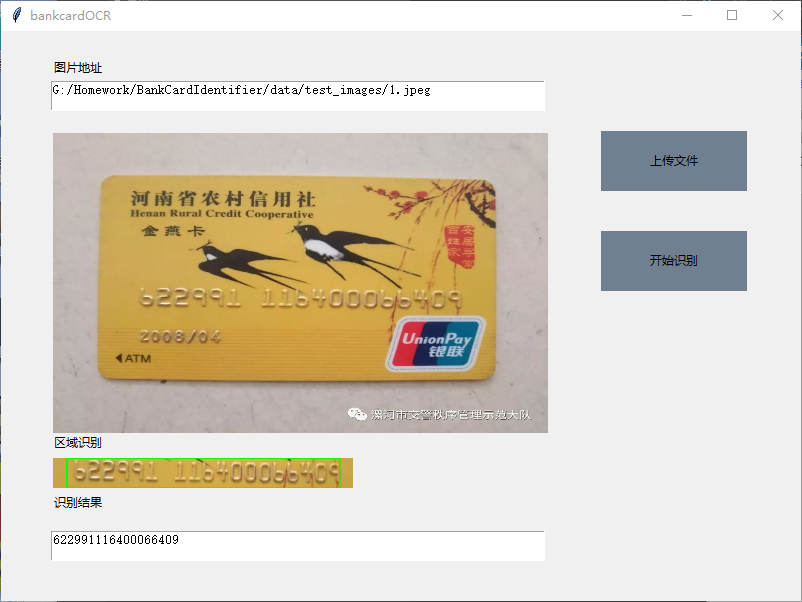 bankcardOCR
图片地址
G:/Homework/BankCardIdentifier/data/test_images/1.jpeg
上传文件
开始识别
河南省农村信用社
Henan Rural Credit Cooperative
金燕卡
622991 116400066409
2008/04
ATM
UnionPay
银联
漯河市交警秩序管理示范大队
区域识别
622991 116400066409
识别结果
622991116400066409